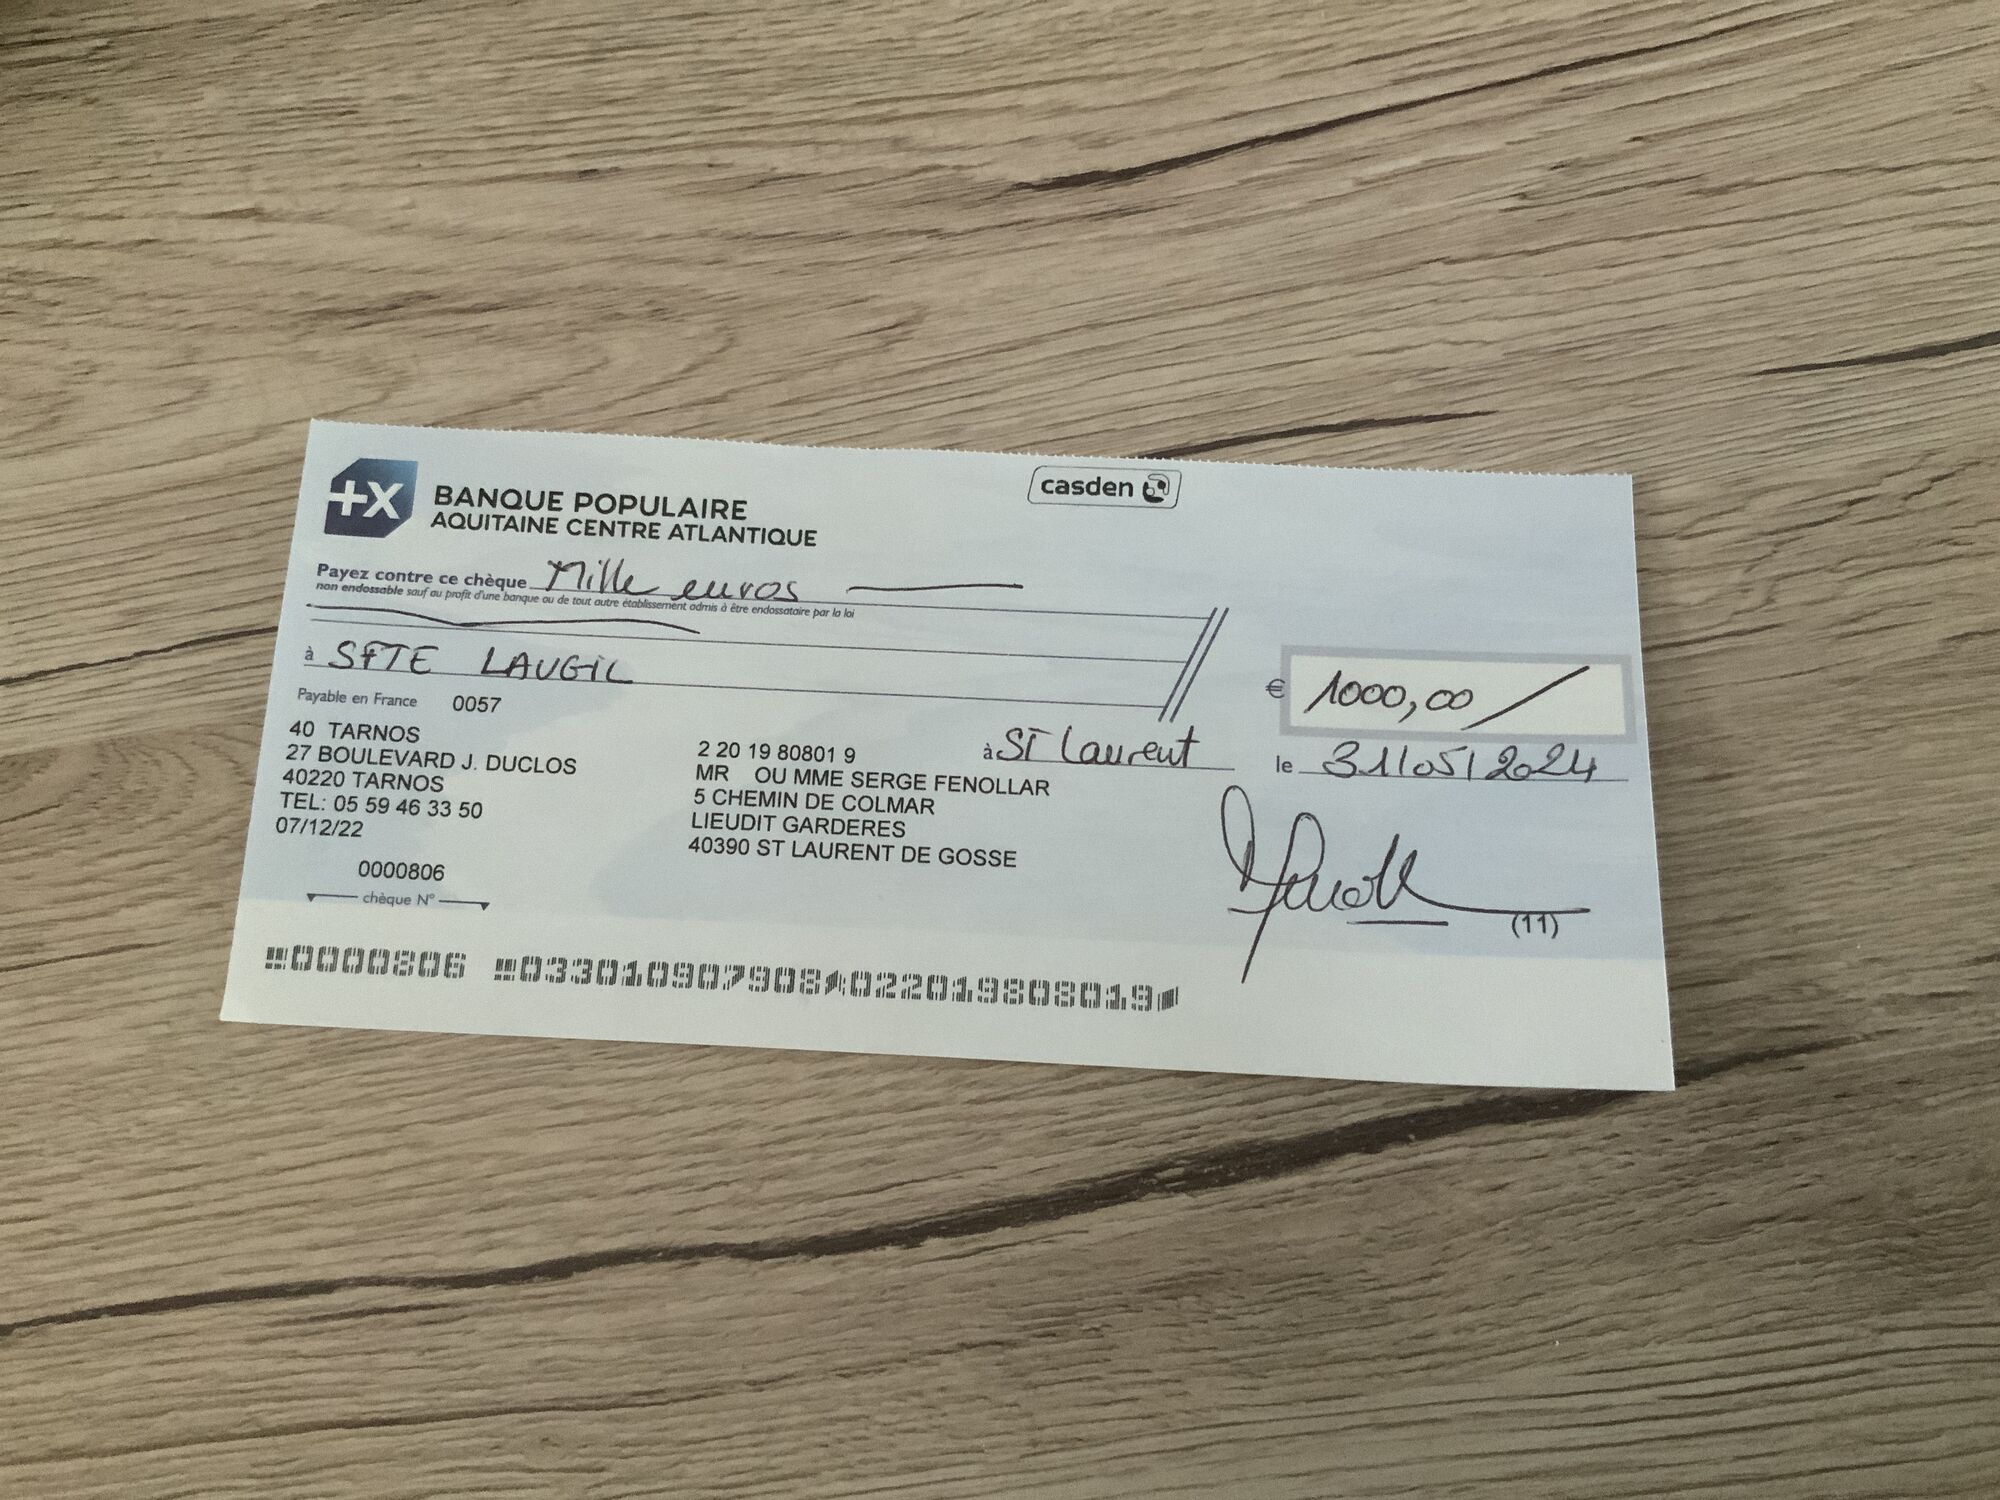 +X BANQUE POPULAIRE
AQUITAINE CENTRE ATLANTIQUE
casden
Payez contre ce chèque Mille euros
non endossable sauf au profit d'une banque ou de tout autre établissement admis à être endossataire par la loi
à SFTE LAUGIL
€ 1000,00
Payable en France 0057
40 TARNOS
27 BOULEVARD J. DUCLOS
40220 TARNOS
TEL: 05 59 46 33 50
07/12/22
0000806
chèque N°
2 20 19 80801 9
MR OU MME SERGE FENOLLAR
5 CHEMIN DE COLMAR
LIEUDIT GARDERES
40390 ST LAURENT DE GOSSE
à ST Laurent
le 31/05/2024
(11)
0000806 033010907908 022019808019